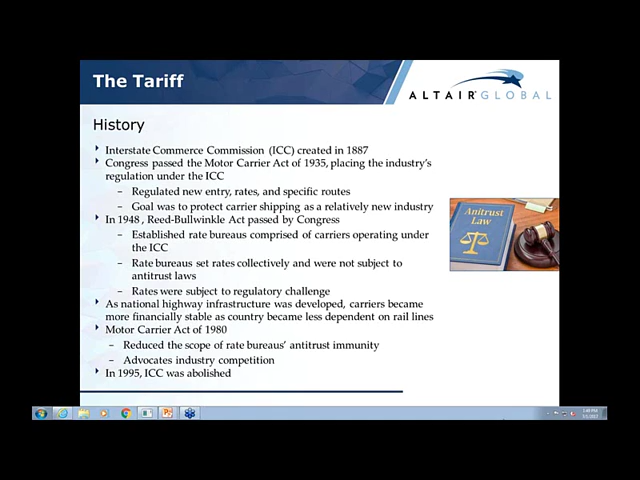 The Tariff
ALTAIR GLOBAL
History
Interstate Commerce Commission (ICC) created in 1887
Congress passed the Motor Carrier Act of 1935, placing the industry's
regulation under the ICC
– Regulated new entry, rates, and specific routes
– Goal was to protect carrier shipping as a relatively new industry
In 1948 , Reed-Bullwinkle Act passed by Congress
– Established rate bureaus comprised of carriers operating under
the ICC
– Rate bureaus set rates collectively and were not subject to
antitrust laws
– Rates were subject to regulatory challenge
As national highway infrastructure was developed, carriers became
more financially stable as country became less dependent on rail lines
Motor Carrier Act of 1980
– Reduced the scope of rate bureaus' antitrust immunity
– Advocates industry competition
In 1995, ICC was abolished
Anitrust
Law